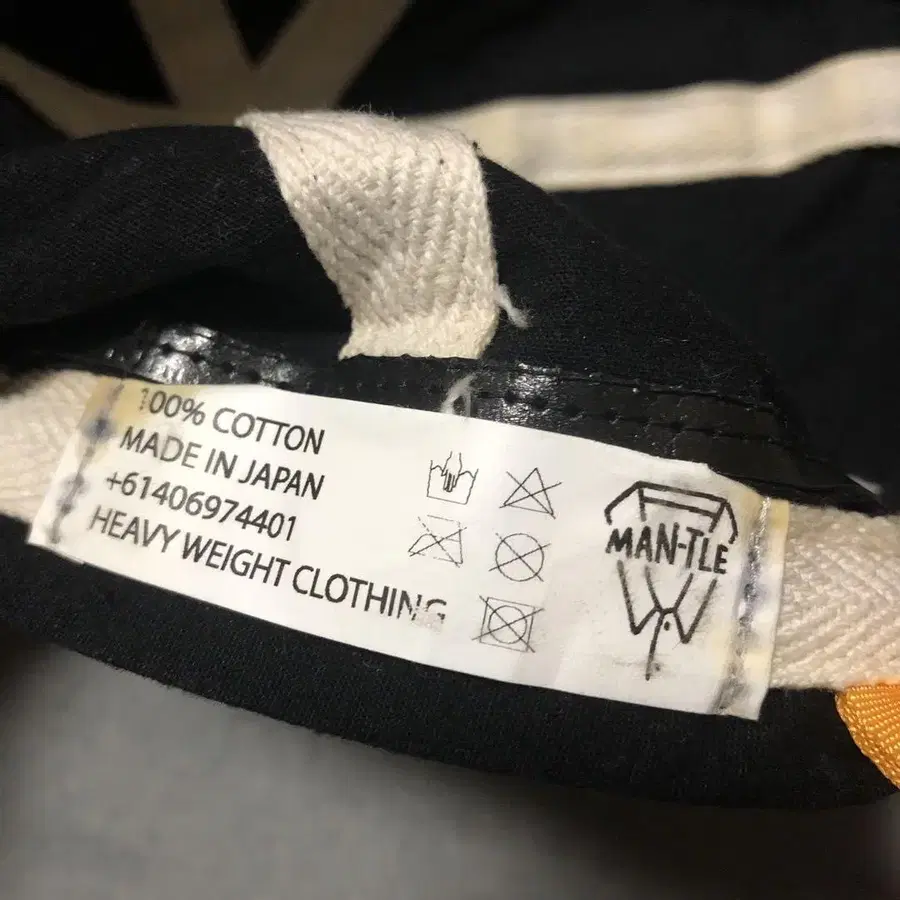 100% COTTON
MADE IN JAPAN
+61406974401
HEAVY WEIGHT CLOTHING
MAN-TLE